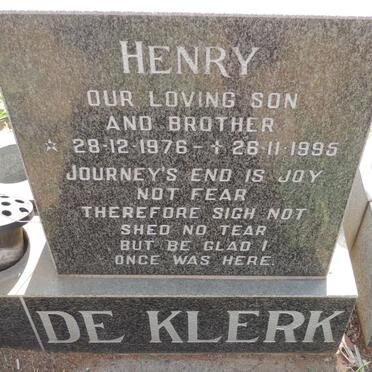 HENRY
OUR LOVING SON
AND BROTHER
☆ 28-12-1976 - ✝ 28-11-1995
JOURNEY'S END IS JOY
NOT FEAR
THEREFORE SIGH NOT
SHED NO TEAR
BUT BE GLAD I
ONCE WAS HERE.
DE KLERK